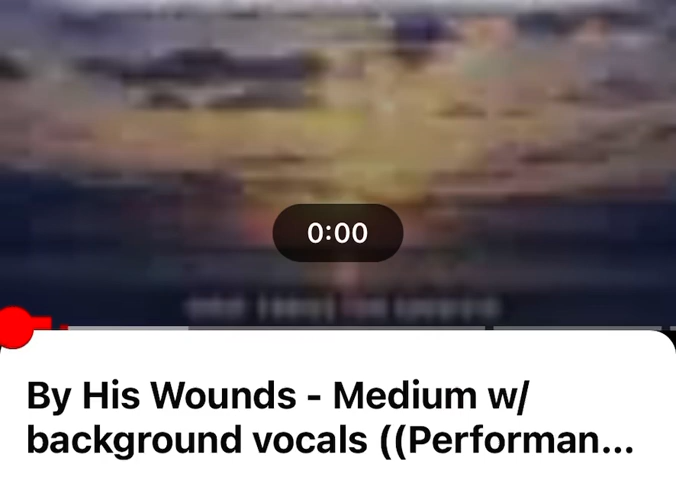 0:00
By His Wounds - Medium w/
background vocals ((Performan...